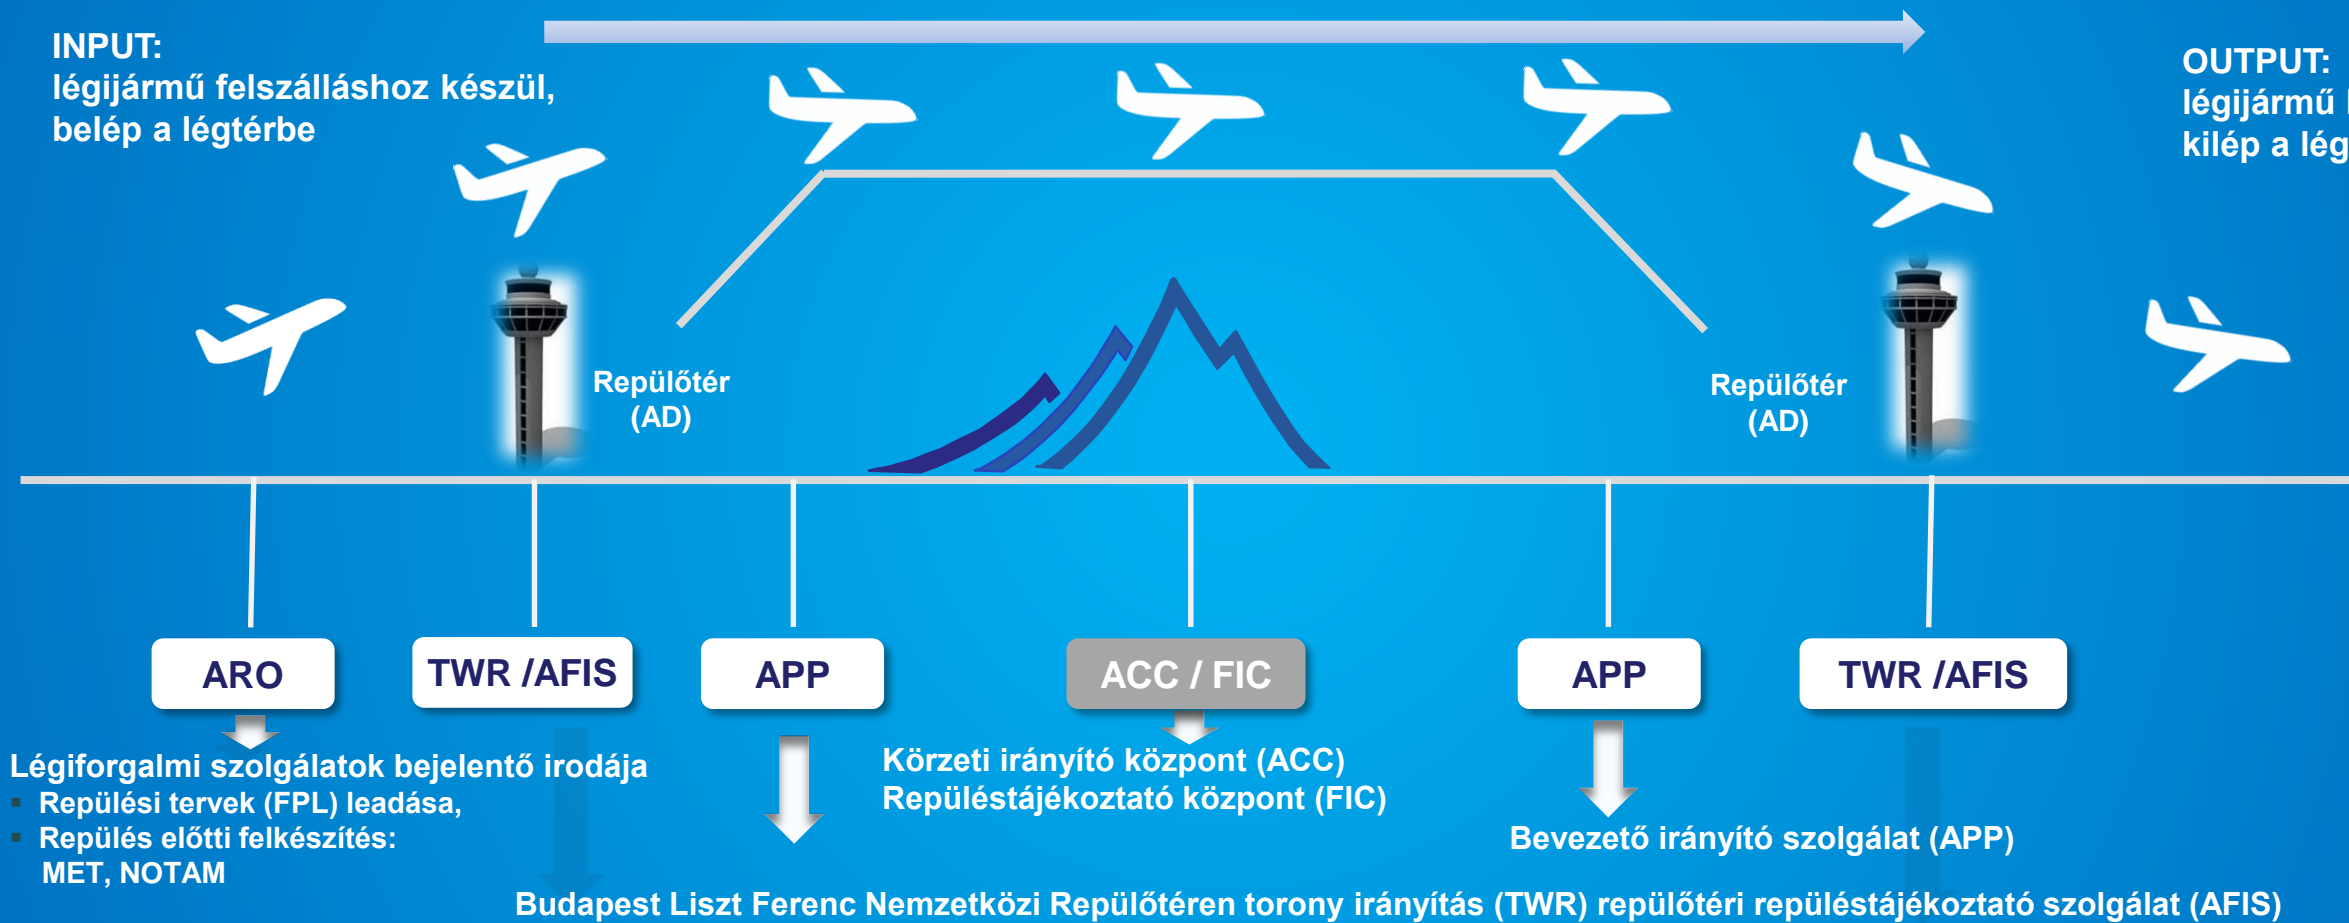 INPUT:
légijármű felszálláshoz készül,
belép a légtérbe
OUTPUT:
légijármű
kilép a
Repülőtér
(AD)
Repülőtér
(AD)
ARO
TWR /AFIS
APP
ACC / FIC
APP
TWR /AFIS
Légiforgalmi szolgálatok bejelentő irodája
▪ Repülési tervek (FPL) leadása,
▪ Repülés előtti felkészítés:
MET, NOTAM
Körzeti irányító központ (ACC)
Repüléstájékoztató központ (FIC)
Bevezető irányító szolgálat (APP)
Budapest Liszt Ferenc Nemzetközi Repülőtéren torony irányítás (TWR) repülőtéri repüléstájékoztató szolgálat (AFIS)